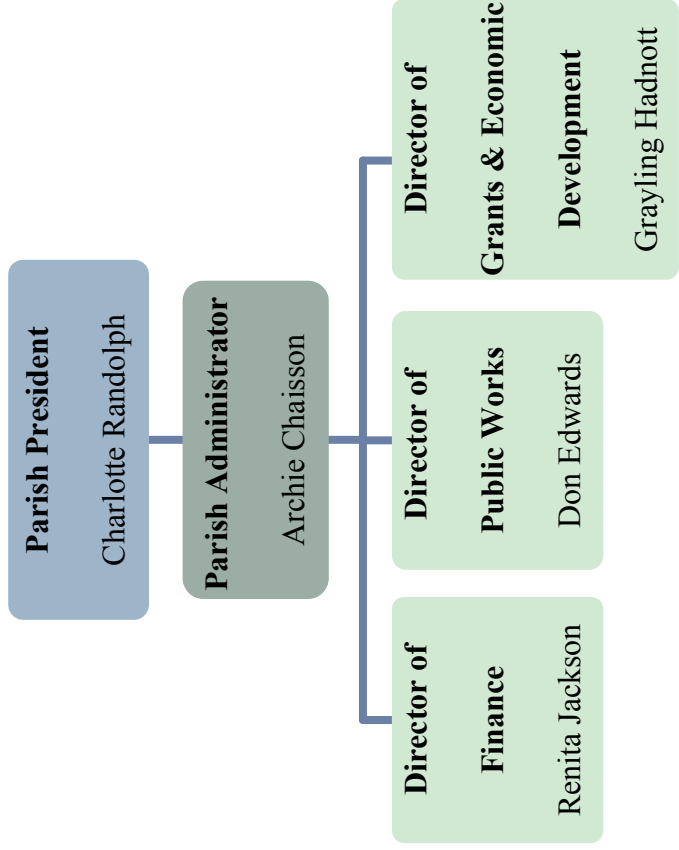 Parish President
Charlotte Randolph
Parish Administrator
Archie Chaisson
Director of
Finance
Renita Jackson
Director of
Public Works
Don Edwards
Director of
Grants & Economic
Development
Grayling Hadnott